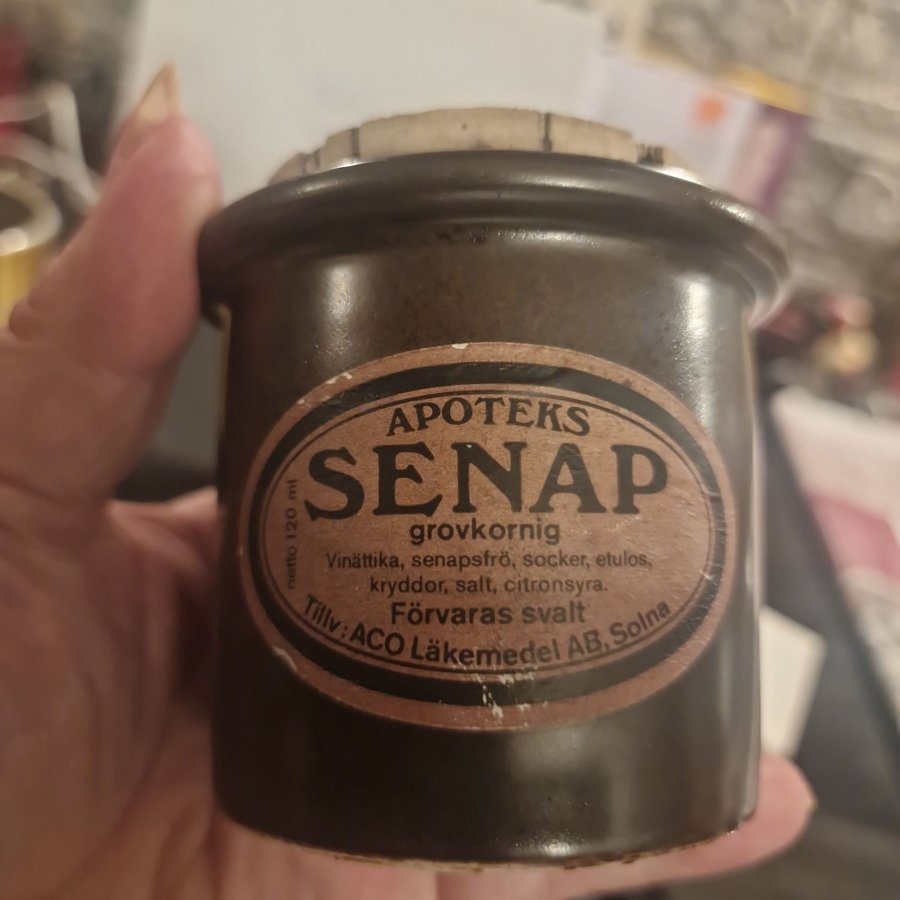 APOTEKS
SENAP
grovkornig
netto 120 ml
Vinättika, senapsfrö, socker, etulos,
kryddor, salt, citronsyra.
Förvaras svalt
Tillv: ACO Läkemedel AB, Solna